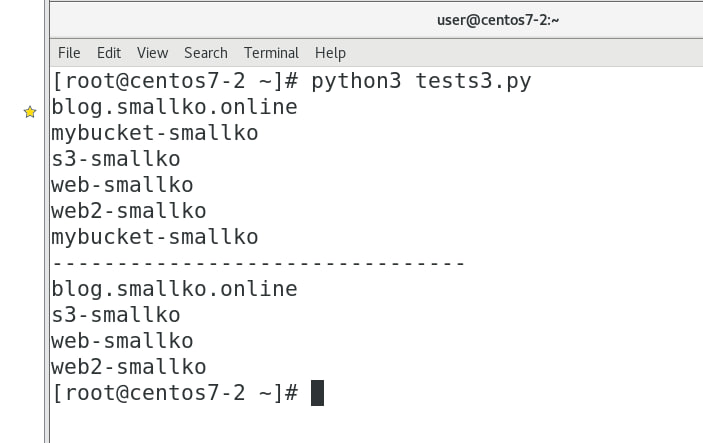 user@centos7-2:~
File Edit View Search Terminal Help
[root@centos7-2 ~]# python3 tests3.py
blog.smallko.online
mybucket-smallko
s3-smallko
web-smallko
web2-smallko
mybucket-smallko
--------------------------------
blog.smallko.online
s3-smallko
web-smallko
web2-smallko
[root@centos7-2 ~]#